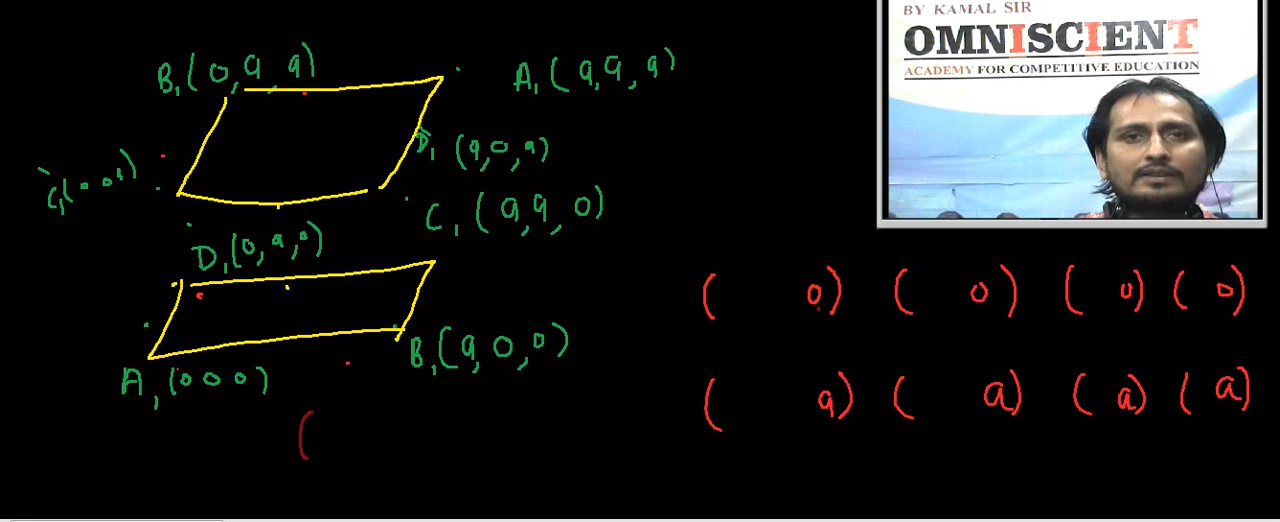 BY KAMAL SIR
OMNISCIENT
ACADEMY FOR COMPETITIVE EDUCATION
B₁(0,a,a)
A₁(a,a,a)
D₁(a,0,a)
C₁(a,a,0)
D₁(0,a,0)
B₁(a,0,0)
A₁(0 0 0)
( 0) ( 0) ( 0) ( 0)
( a) ( a) ( a) ( a)
(